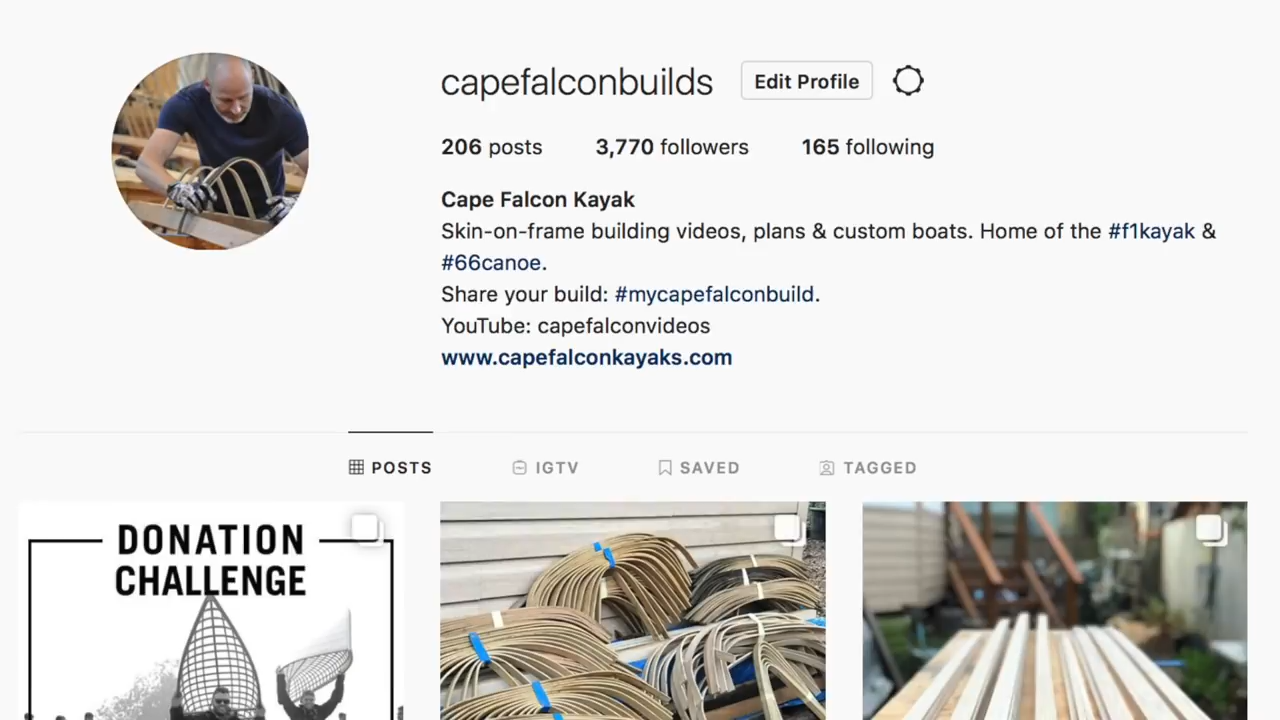 capefalconbuilds Edit Profile
206 posts 3,770 followers 165 following
Cape Falcon Kayak
Skin-on-frame building videos, plans & custom boats. Home of the #f1kayak &
#66canoe.
Share your build: #mycapefalconbuild.
YouTube: capefalconvideos
www.capefalconkayaks.com
POSTS IGTV SAVED TAGGED
DONATION
CHALLENGE